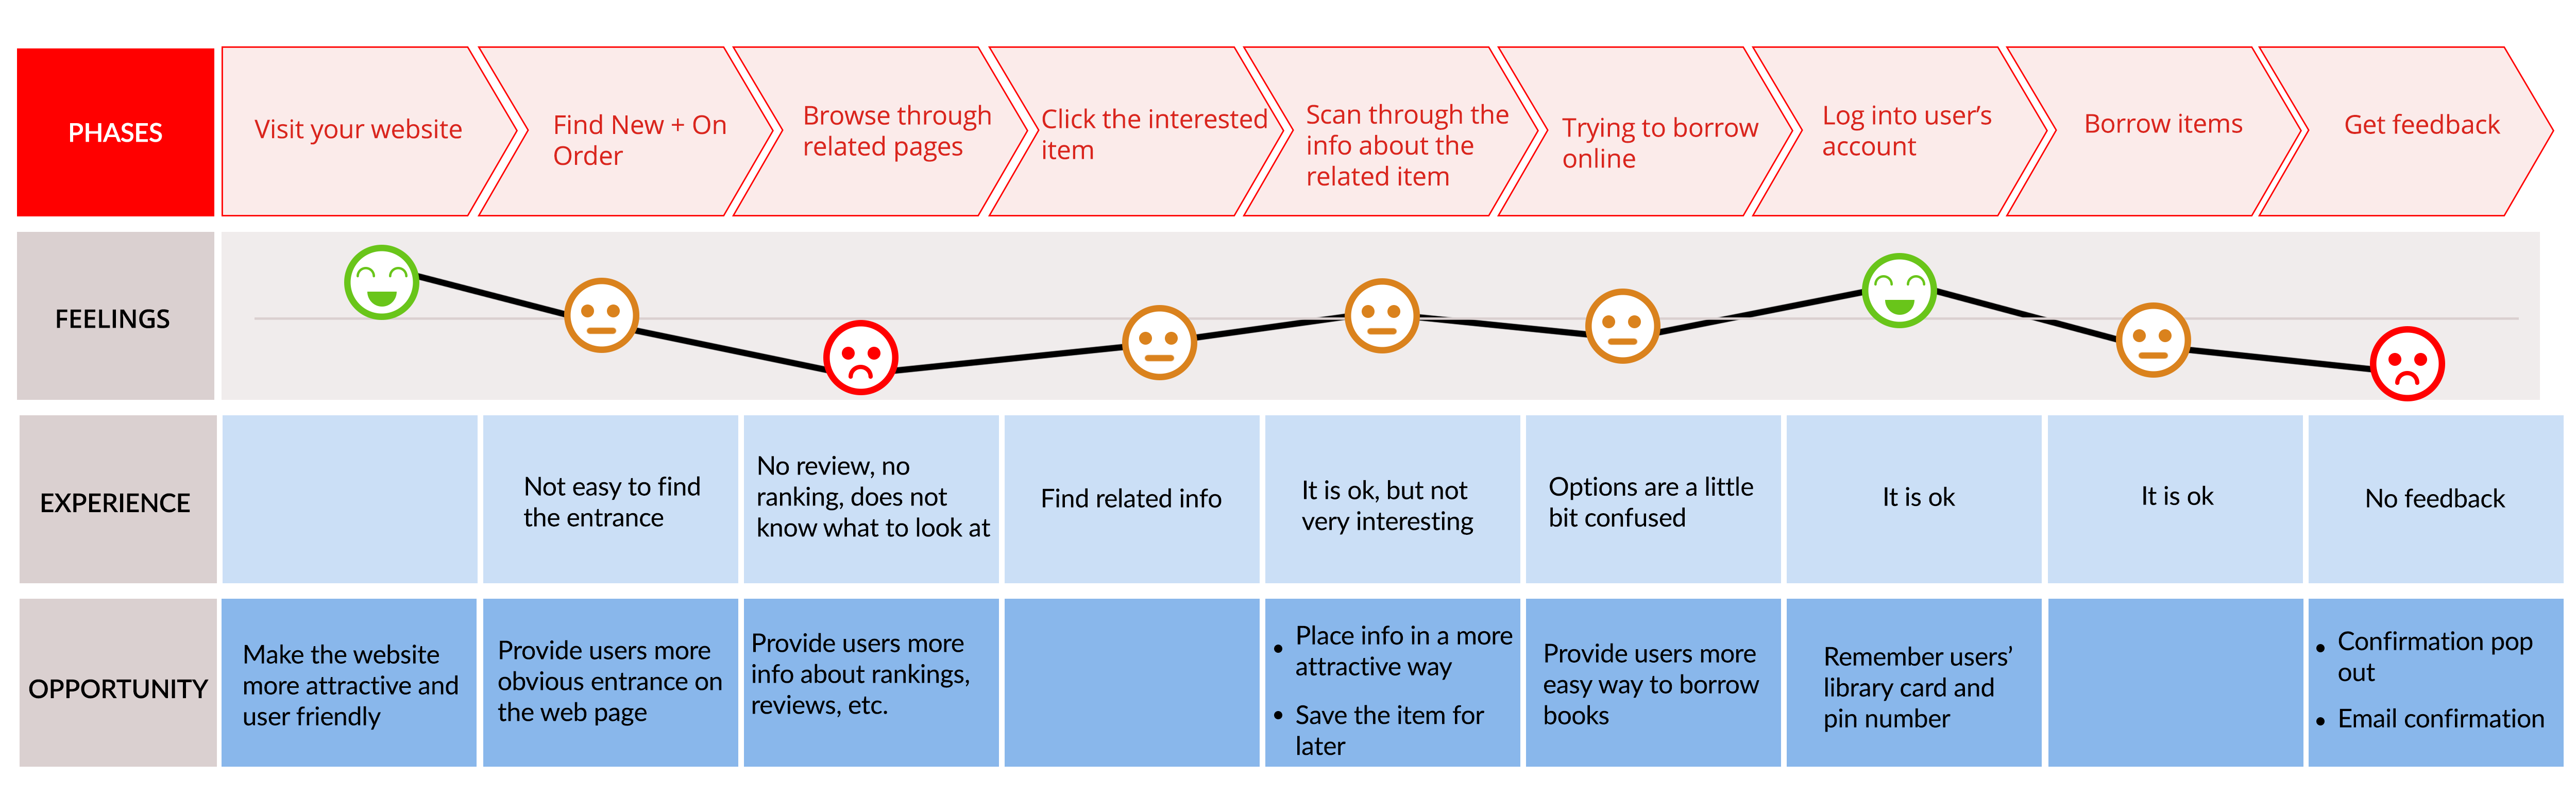 PHASES
Visit your website
Find New + On
Order
Browse through
related pages
Click the interested
item
Scan through the
info about the
related item
Trying to borrow
online
Log into user’s
account
Borrow items
Get feedback
FEELINGS
EXPERIENCE
Not easy to find
the entrance
No review, no
ranking, does not
know what to look at
Find related info
It is ok, but not
very interesting
Options are a little
bit confused
It is ok
It is ok
No feedback
OPPORTUNITY
Make the website
more attractive and
user friendly
Provide users more
obvious entrance on
the web page
Provide users more
info about rankings,
reviews, etc.
• Place info in a more
attractive way
• Save the item for
later
Provide users more
easy way to borrow
books
Remember users’
library card and
pin number
• Confirmation pop
out
• Email confirmation